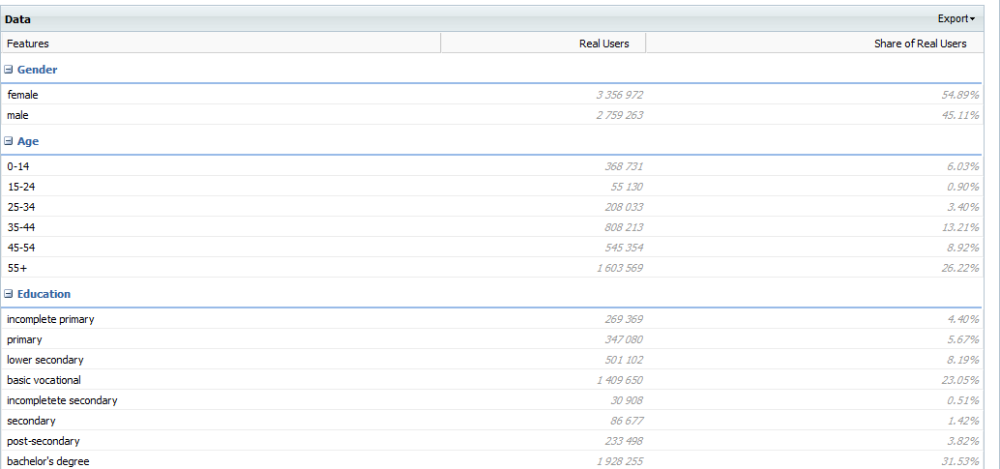 Data Export
Features Real Users Share of Real Users
Gender
female 3 356 972 54.89%
male 2 759 263 45.11%
Age
0-14 368 731 6.03%
15-24 55 130 0.90%
25-34 208 033 3.40%
35-44 808 213 13.21%
45-54 545 354 8.92%
55+ 1 603 569 26.22%
Education
incomplete primary 269 369 4.40%
primary 347 080 5.67%
lower secondary 501 102 8.19%
basic vocational 1 409 650 23.05%
incompletete secondary 30 908 0.51%
secondary 86 677 1.42%
post-secondary 233 498 3.82%
bachelor's degree 1 928 255 31.53%